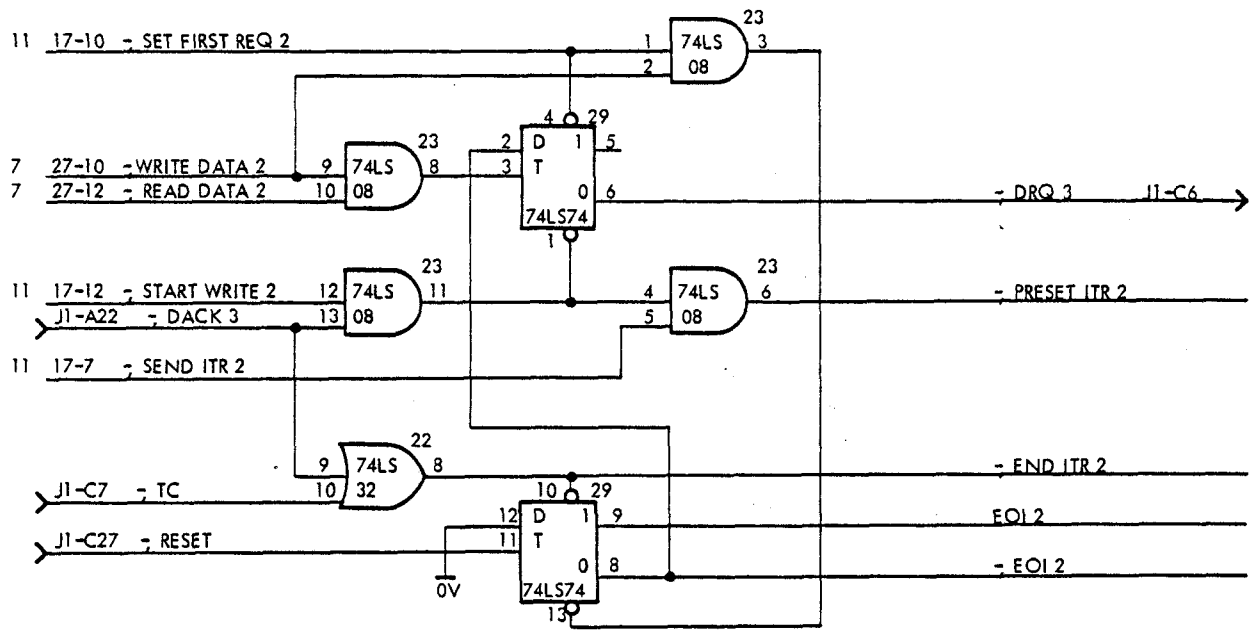 23
11 17-10 -, SET FIRST REQ 2 1 74LS 3
2 08
4 29
2 D 1 5
23
7 27-10 -, WRITE DATA 2 9 74LS 8 3 T
7 27-12 -, READ DATA 2 10 08
0 6 -, DRQ 3 J1-C6
74LS74
1
23 23
11 17-12 -, START WRITE 2 12 74LS 11 4 74LS 6 -, PRESET ITR 2
J1-A22 -, DACK 3 13 08 5 08
11 17-7 -, SEND ITR 2
22
9 74LS 8 -, END ITR 2
J1-C7 -, TC 10 32 10 29
12 D 1 9 EOI 2
J1-C27 -, RESET 11 T
0 8 -, EOI 2
0V 74LS74
13